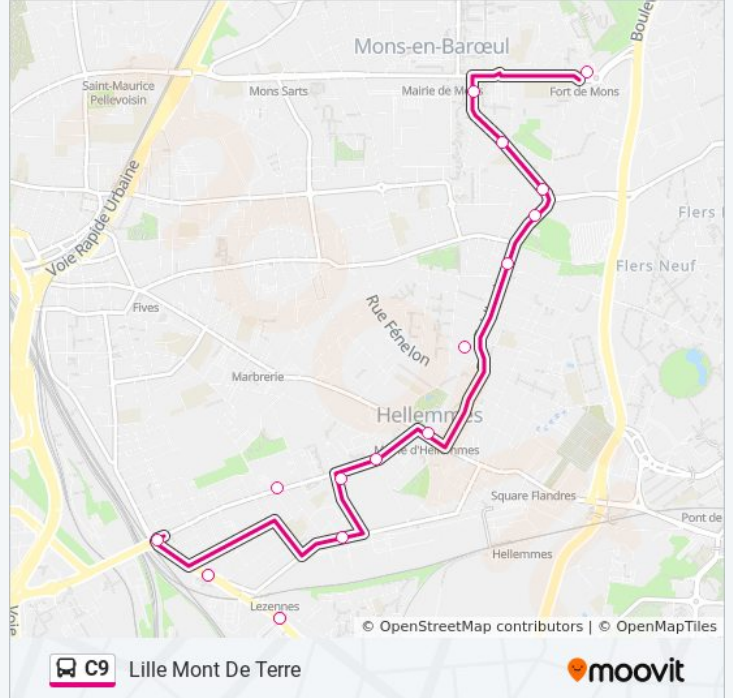 Boule
Mons-en-Barœul
Saint-Maurice
Pellevoisin
Mons Sarts
Mairie de Mons
Fort de Mons
Voie Rapide Urbaine
Flers
Flers Neuf
Fives
Rue Fénelon
Marbrerie
Hellemmes
Mairie d'Hellemmes
Square Flandres
Pont de
Hellemmes
Voie
Lezennes
© OpenStreetMap contributors | © OpenMapTiles
C9 Lille Mont De Terre
moovit